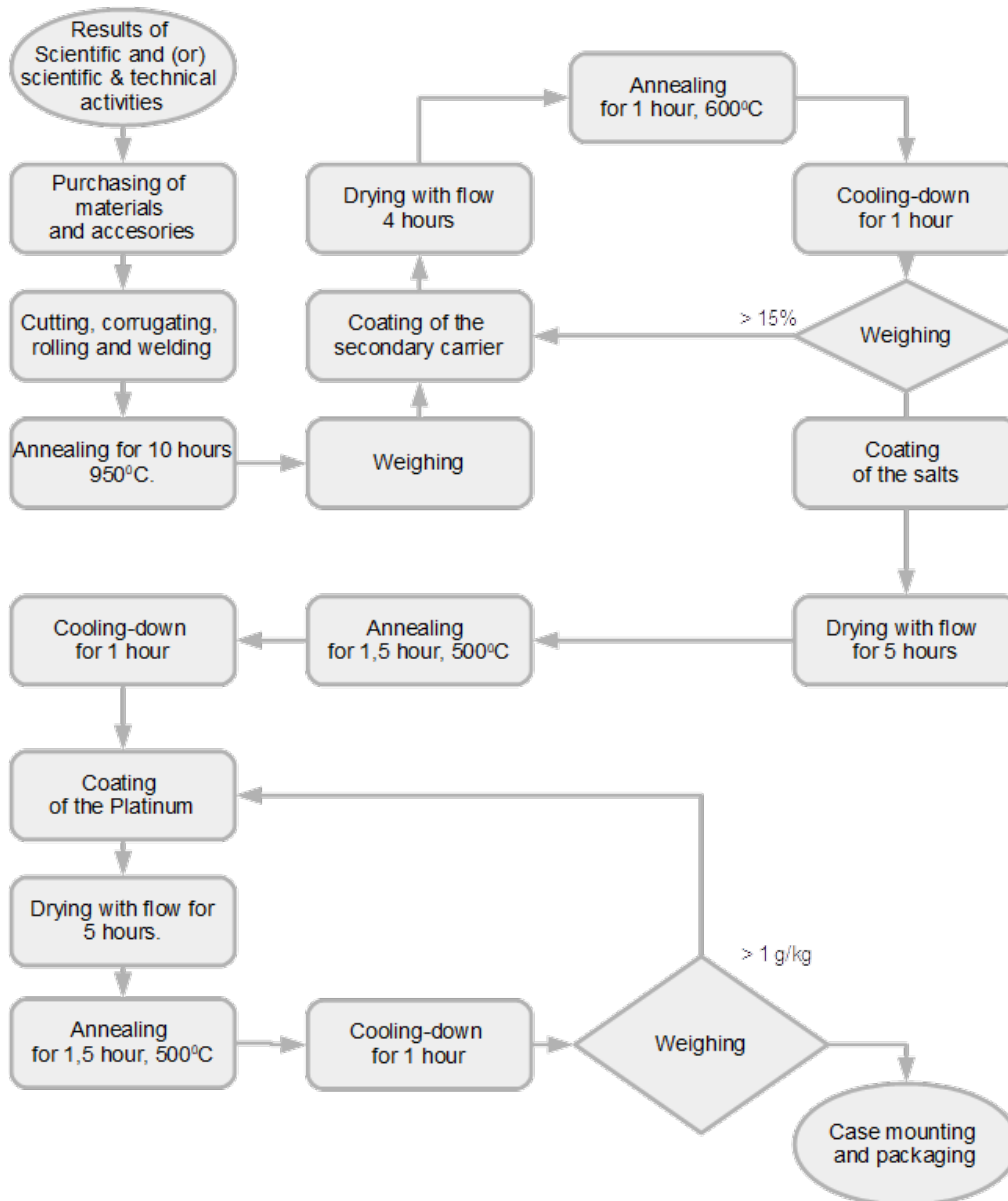 Results of
Scientific and (or)
scientific & technical
activities
Purchasing of
materials
and accesories
Cutting, corrugating,
rolling and welding
Annealing for 10 hours
950⁰C.
Weighing
Coating of the
secondary carrier
Drying with flow
4 hours
Annealing
for 1 hour, 600⁰C
Cooling-down
for 1 hour
Weighing
> 15%
Coating
of the salts
Drying with flow
for 5 hours
Annealing
for 1,5 hour, 500⁰C
Cooling-down
for 1 hour
Coating
of the Platinum
Drying with flow for
5 hours.
Annealing
for 1,5 hour, 500⁰C
Cooling-down
for 1 hour
Weighing
> 1 g/kg
Case mounting
and packaging